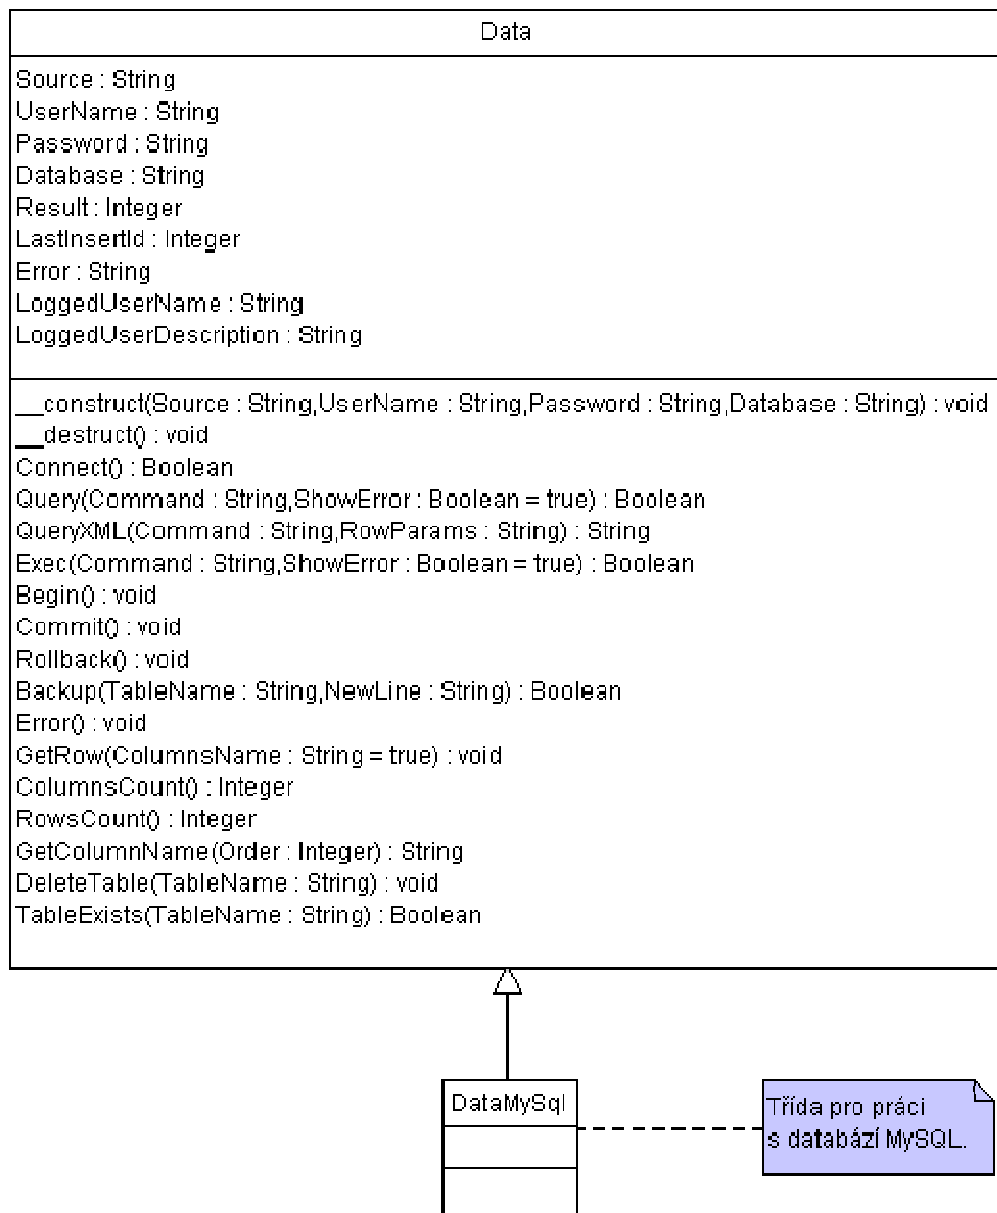 Data
Source : String
UserName : String
Password : String
Database : String
Result : Integer
LastInsertId : Integer
Error : String
LoggedUserName : String
LoggedUserDescription : String
__construct(Source : String,UserName : String,Password : String,Database : String) : void
__destruct() : void
Connect() : Boolean
Query(Command : String,ShowError : Boolean = true) : Boolean
QueryXML(Command : String,RowParams : String) : String
Exec(Command : String,ShowError : Boolean = true) : Boolean
Begin() : void
Commit() : void
Rollback() : void
Backup(TableName : String,NewLine : String) : Boolean
Error() : void
GetRow(ColumnsName : String = true) : void
ColumnsCount() : Integer
RowsCount() : Integer
GetColumnName(Order : Integer) : String
DeleteTable(TableName : String) : void
TableExists(TableName : String) : Boolean
DataMySql
Třída pro práci
s databází MySQL.